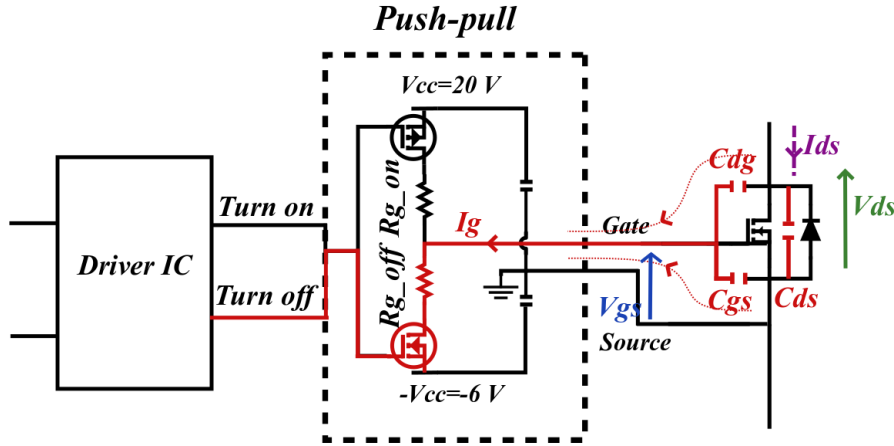 Push-pull
Vcc=20 V
Ids
Cdg
Vds
Rg_on
Turn on
Ig
Gate
Driver IC
Rg_off
Turn off
Vgs
Cgs
Cds
Source
-Vcc=-6 V